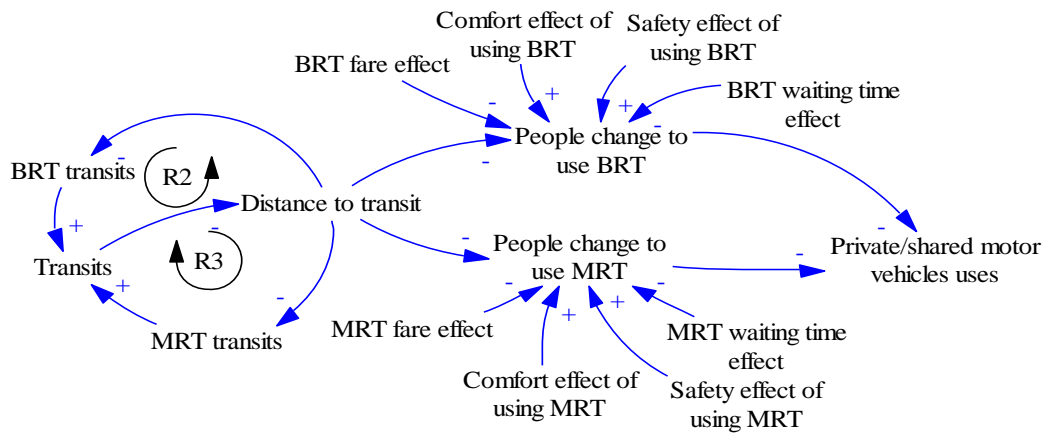 Comfort effect of
using BRT
Safety effect of
using BRT
BRT fare effect
BRT waiting time
effect
+
+
-
-
People change to
use BRT
-
-
BRT transits
R2
+
Distance to transit
-
-
R3
Transits
+
-
MRT transits
-
People change to
use MRT
-
Private/shared motor
vehicles uses
-
-
+
+
-
MRT fare effect
MRT waiting time
effect
Comfort effect of
using MRT
Safety effect of
using MRT